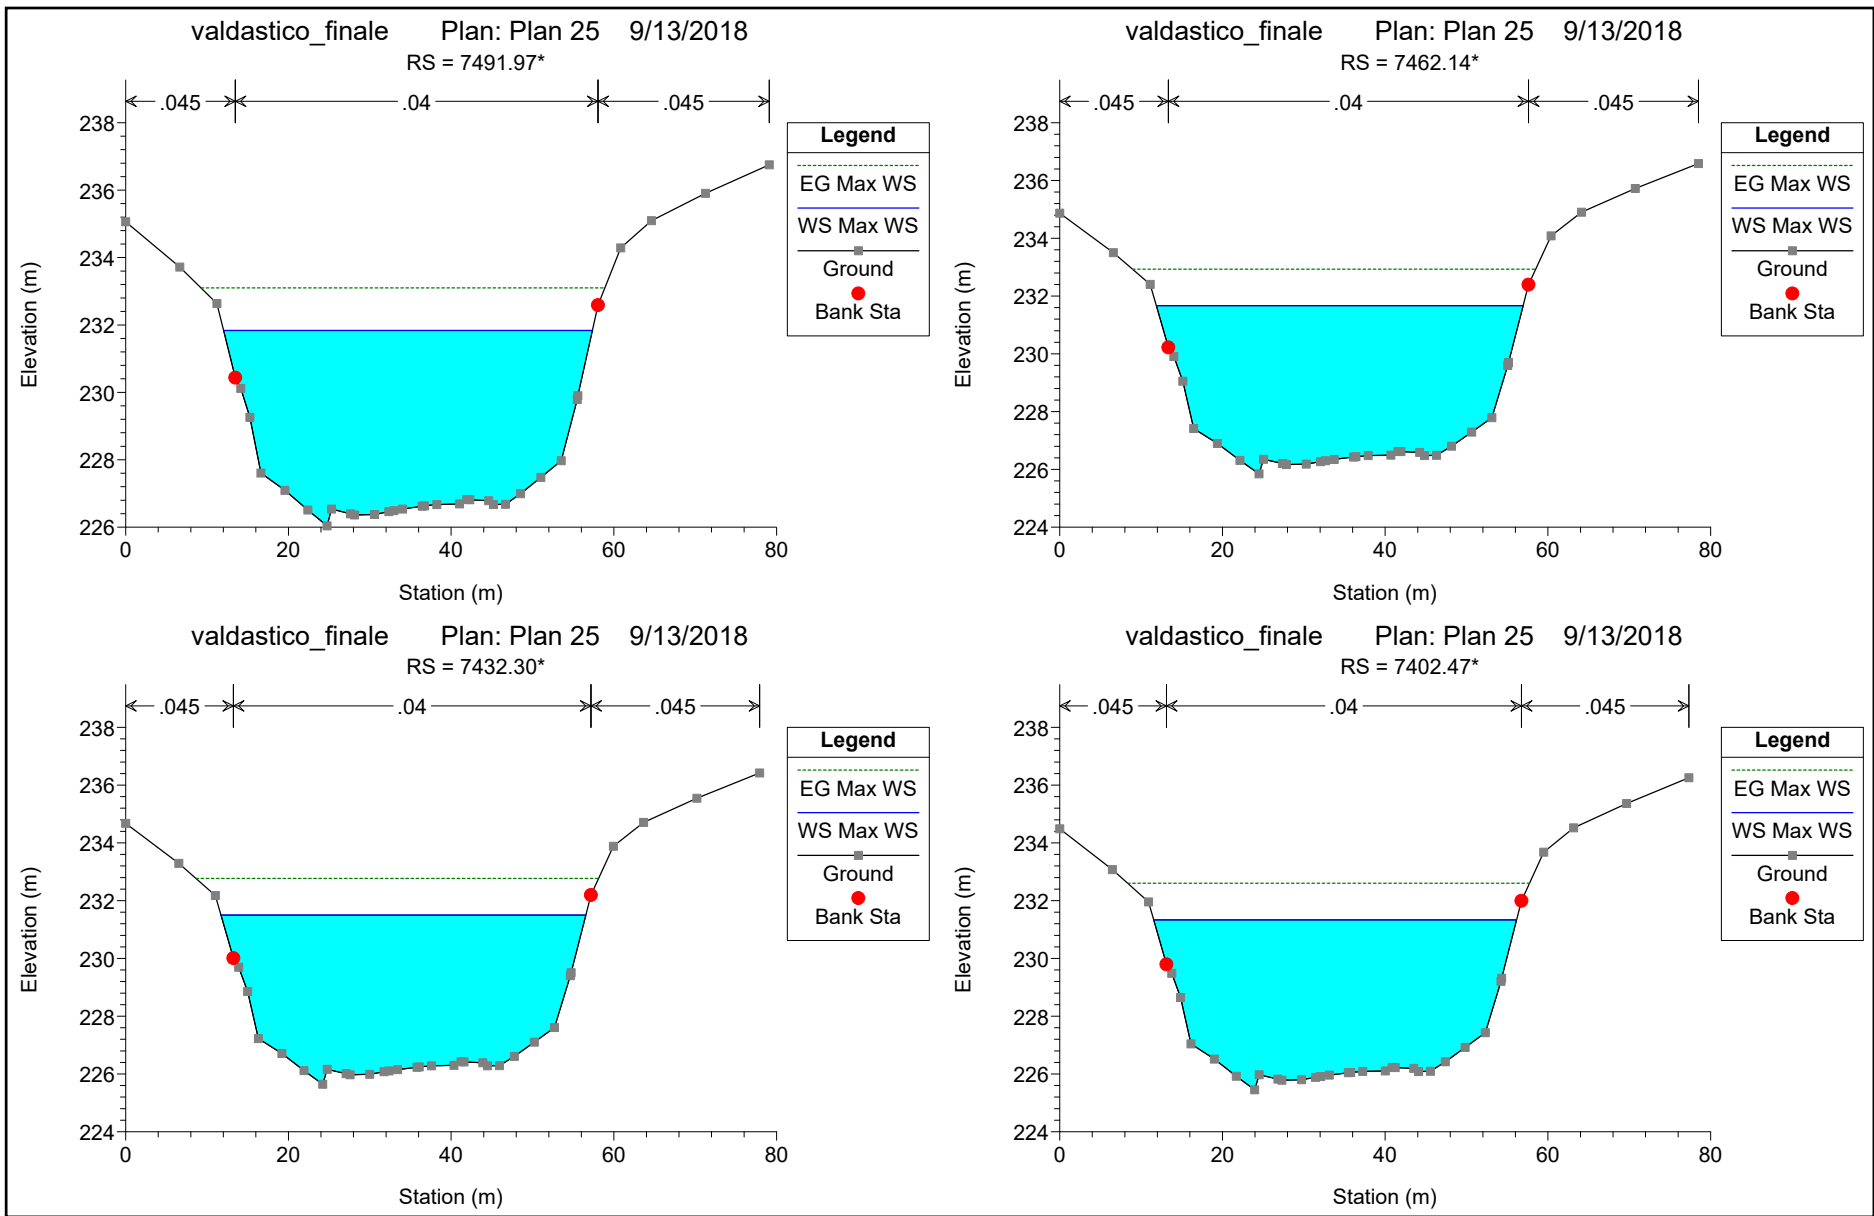 valdastico_finale Plan: Plan 25 9/13/2018
RS = 7491.97*
.045 .04 .045
238
236
234
232
230
228
226
0 20 40 60 80
Elevation (m)
Station (m)
Legend
EG Max WS
WS Max WS
Ground
Bank Sta
valdastico_finale Plan: Plan 25 9/13/2018
RS = 7462.14*
.045 .04 .045
238
236
234
232
230
228
226
224
0 20 40 60 80
Elevation (m)
Station (m)
Legend
EG Max WS
WS Max WS
Ground
Bank Sta
valdastico_finale Plan: Plan 25 9/13/2018
RS = 7432.30*
.045 .04 .045
238
236
234
232
230
228
226
224
0 20 40 60 80
Elevation (m)
Station (m)
Legend
EG Max WS
WS Max WS
Ground
Bank Sta
valdastico_finale Plan: Plan 25 9/13/2018
RS = 7402.47*
.045 .04 .045
238
236
234
232
230
228
226
224
0 20 40 60 80
Elevation (m)
Station (m)
Legend
EG Max WS
WS Max WS
Ground
Bank Sta